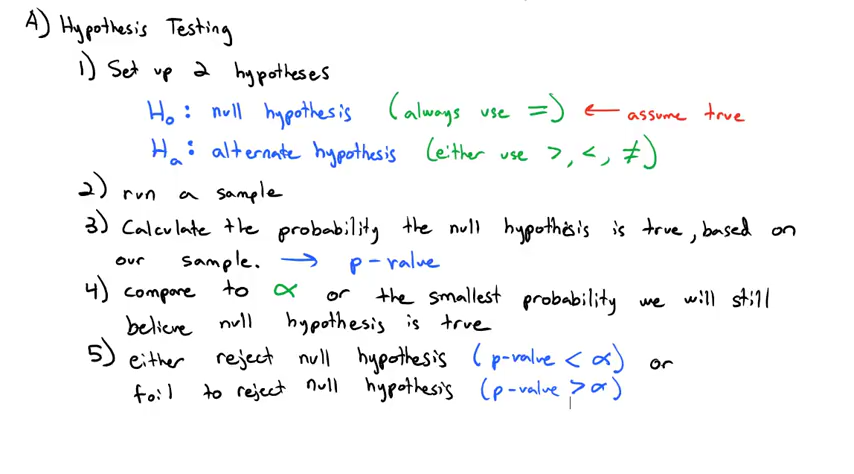 A) Hypothesis Testing
1) Set up 2 hypotheses
H₀: null hypothesis (always use =) ← assume true
Hₐ: alternate hypothesis (either use >, <, ≠)
2) run a sample
3) Calculate the probability the null hypothesis is true, based on
our sample. → p-value
4) compare to α or the smallest probability we will still
believe null hypothesis is true
5) either reject null hypothesis (p-value < α) or
fail to reject null hypothesis (p-value > α)